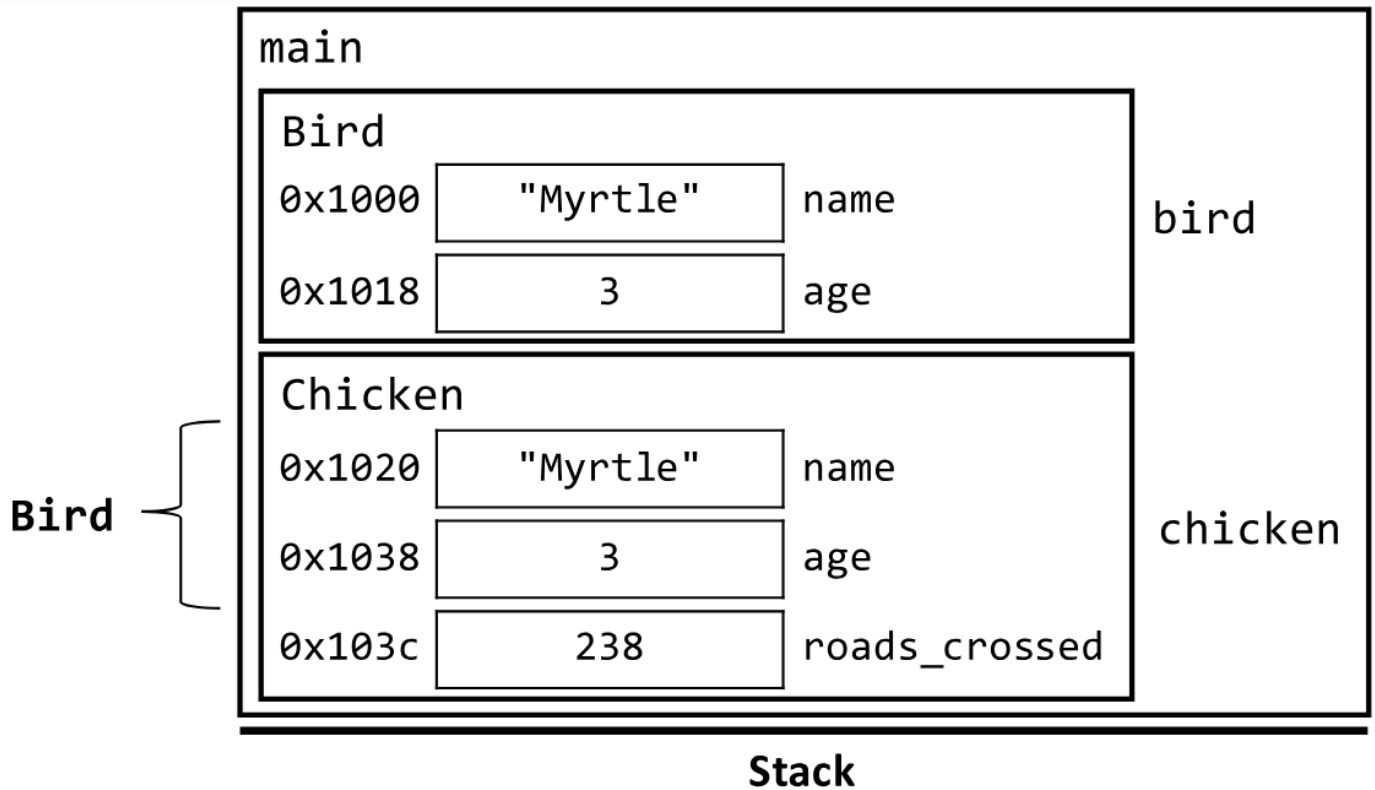 main
Bird
0x1000 "Myrtle" name
bird
0x1018 3 age
Chicken
0x1020 "Myrtle" name
Bird
chicken
0x1038 3 age
0x103c 238 roads_crossed
Stack